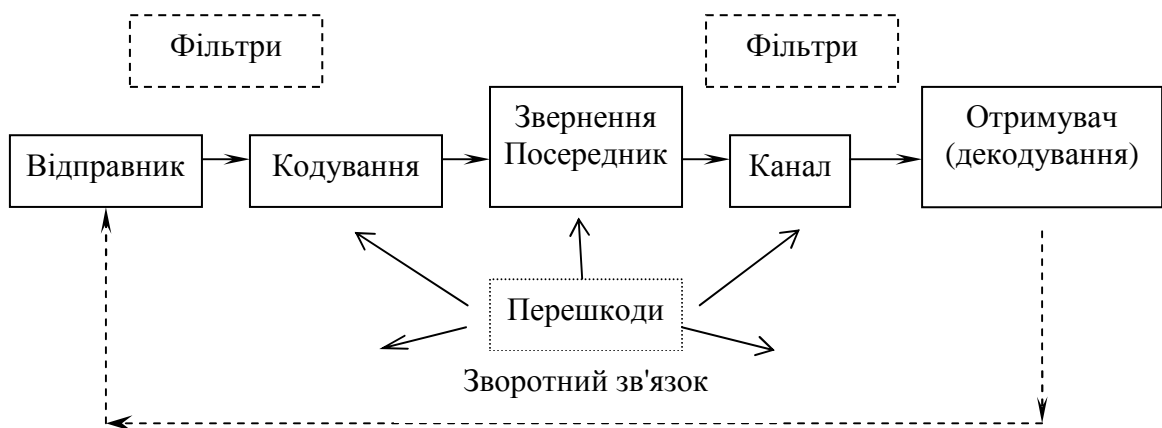 Фільтри
Фільтри
Відправник
Кодування
Звернення
Посередник
Канал
Отримувач
(декодування)
Перешкоди
Зворотний зв'язок